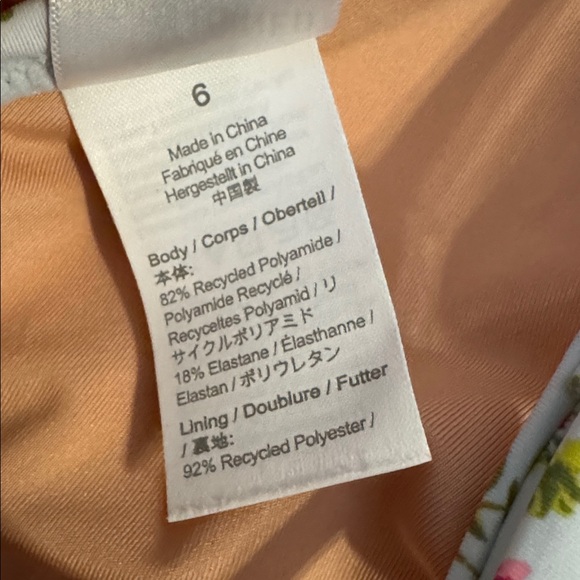 6
Made in China
Fabriqué en Chine
Hergestellt in China
中国製
Body / Corps / Oberteil /
本体:
82% Recycled Polyamide /
Polyamide Recyclé /
Recyceltes Polyamid / リ
サイクルポリアミド
18% Elastane / Élasthanne /
Elastan / ポリウレタン
Lining / Doublure / Futter
/ 裏地:
92% Recycled Polyester /